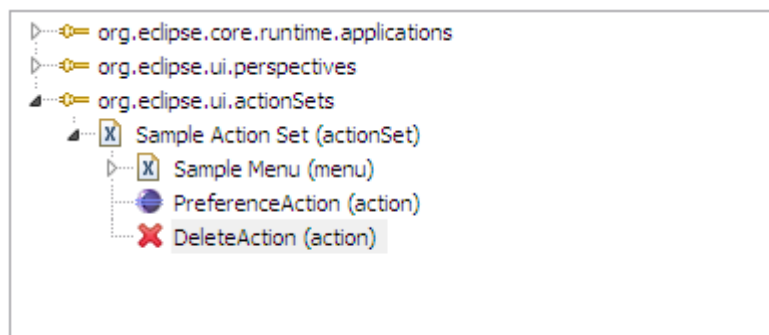 org.eclipse.core.runtime.applications
org.eclipse.ui.perspectives
org.eclipse.ui.actionSets
Sample Action Set (actionSet)
Sample Menu (menu)
PreferenceAction (action)
DeleteAction (action)